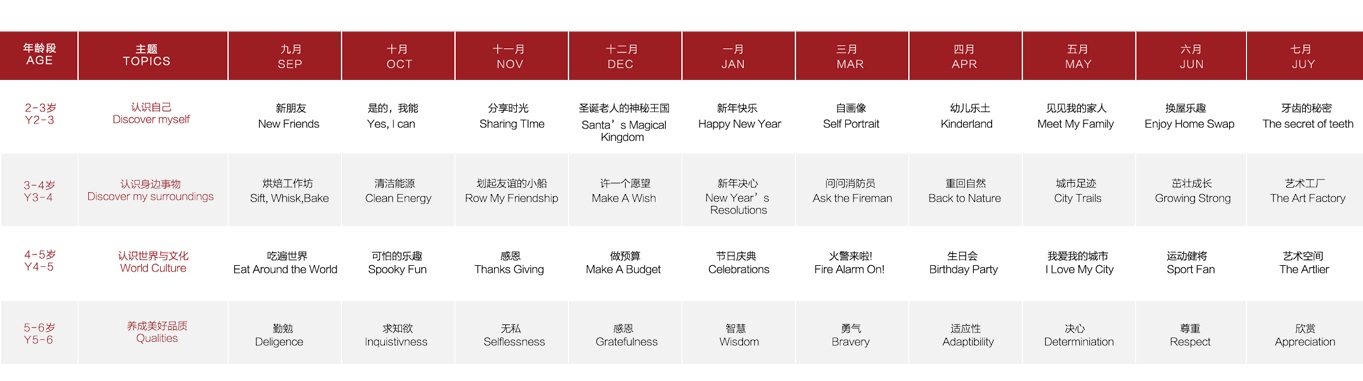 年龄段 主题 九月 十月 十一月 十二月 一月 三月 四月 五月 六月 七月
AGE TOPICS SEP OCT NOV DEC JAN MAR APR MAY JUN JUY
2-3岁 认识自己 新朋友 是的，我能 分享时光 圣诞老人的神秘王国 新年快乐 自画像 幼儿乐土 见见我的家人 换屋乐趣 牙齿的秘密
Y2-3 Discover myself New Friends Yes, I can Sharing TIme Santa's Magical Happy New Year Self Portrait Kinderland Meet My Family Enjoy Home Swap The secret of teeth
Kingdom
3-4岁 认识身边事物 烘焙工作坊 清洁能源 划起友谊的小船 许一个愿望 新年决心 问问消防员 重回自然 城市足迹 茁壮成长 艺术工厂
Y3-4 Discover my surroundings Sift, Whisk,Bake Clean Energy Row My Friendship Make A Wish New Year's Ask the Fireman Back to Nature City Trails Growing Strong The Art Factory
Resolutions
4-5岁 认识世界与文化 吃遍世界 可怕的乐趣 感恩 做预算 节日庆典 火警来啦! 生日会 我爱我的城市 运动健将 艺术空间
Y4-5 World Culture Eat Around the World Spooky Fun Thanks Giving Make A Budget Celebrations Fire Alarm On! Birthday Party I Love My City Sport Fan The Artlier
5-6岁 养成美好品质 勤勉 求知欲 无私 感恩 智慧 勇气 适应性 决心 尊重 欣赏
Y5-6 Qualities Deligence Inquistivness Selflessness Gratefulness Wisdom Bravery Adaptibility Determiniation Respect Appreciation